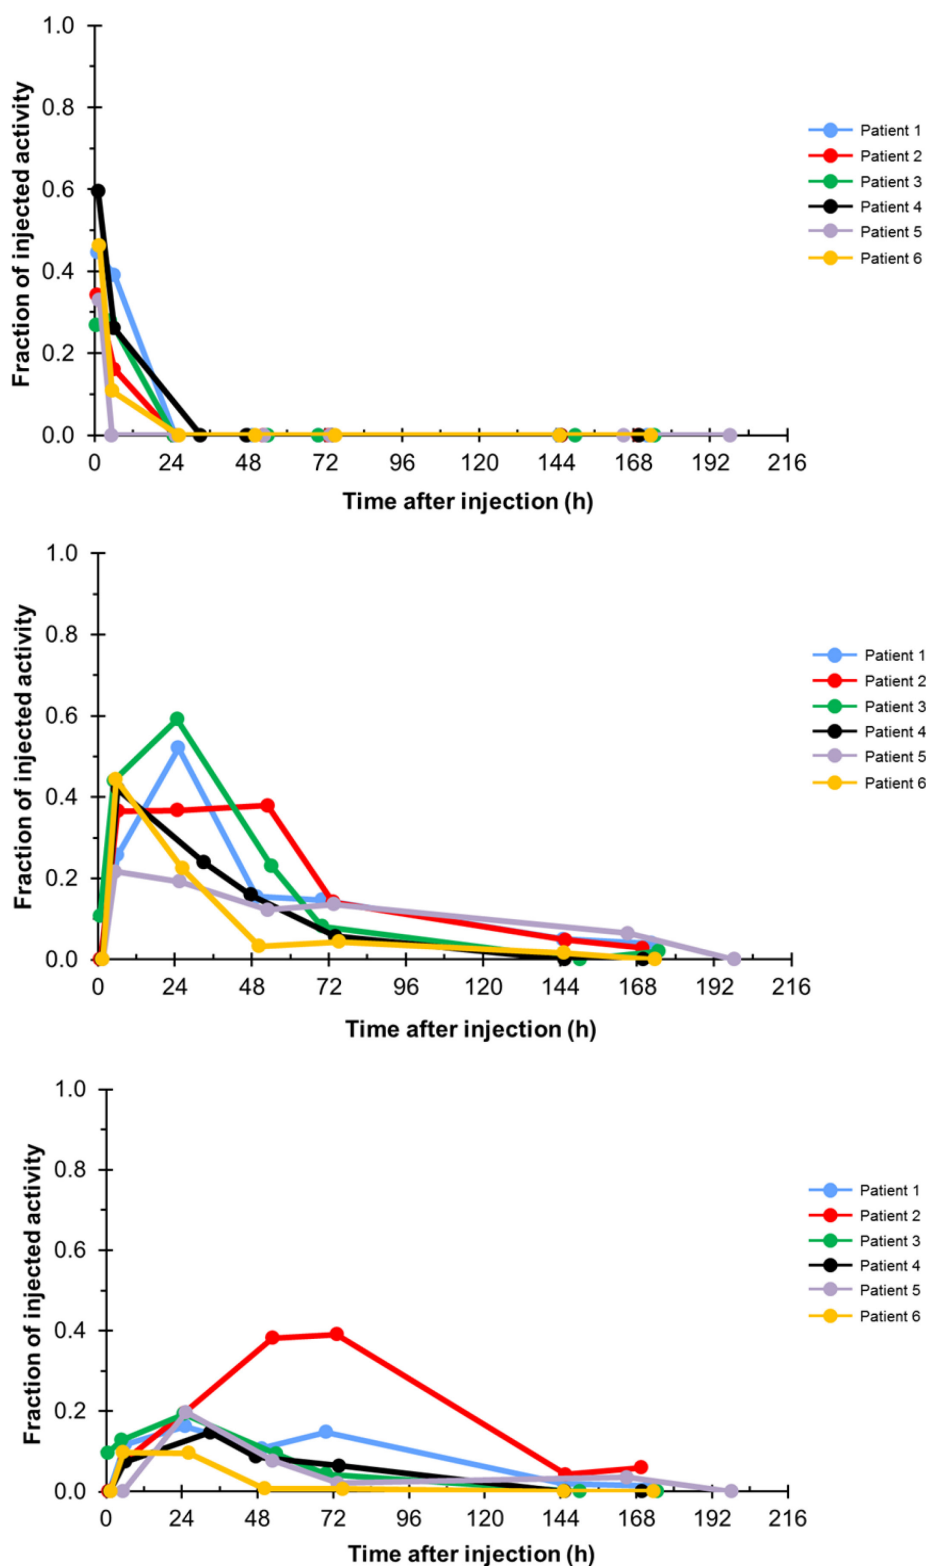 1.0
0.8
0.6
0.4
0.2
0.0
Fraction of injected activity
0 24 48 72 96 120 144 168 192 216
Time after injection (h)
Patient 1
Patient 2
Patient 3
Patient 4
Patient 5
Patient 6
1.0
0.8
0.6
0.4
0.2
0.0
Fraction of injected activity
0 24 48 72 96 120 144 168 192 216
Time after injection (h)
Patient 1
Patient 2
Patient 3
Patient 4
Patient 5
Patient 6
1.0
0.8
0.6
0.4
0.2
0.0
Fraction of injected activity
0 24 48 72 96 120 144 168 192 216
Time after injection (h)
Patient 1
Patient 2
Patient 3
Patient 4
Patient 5
Patient 6